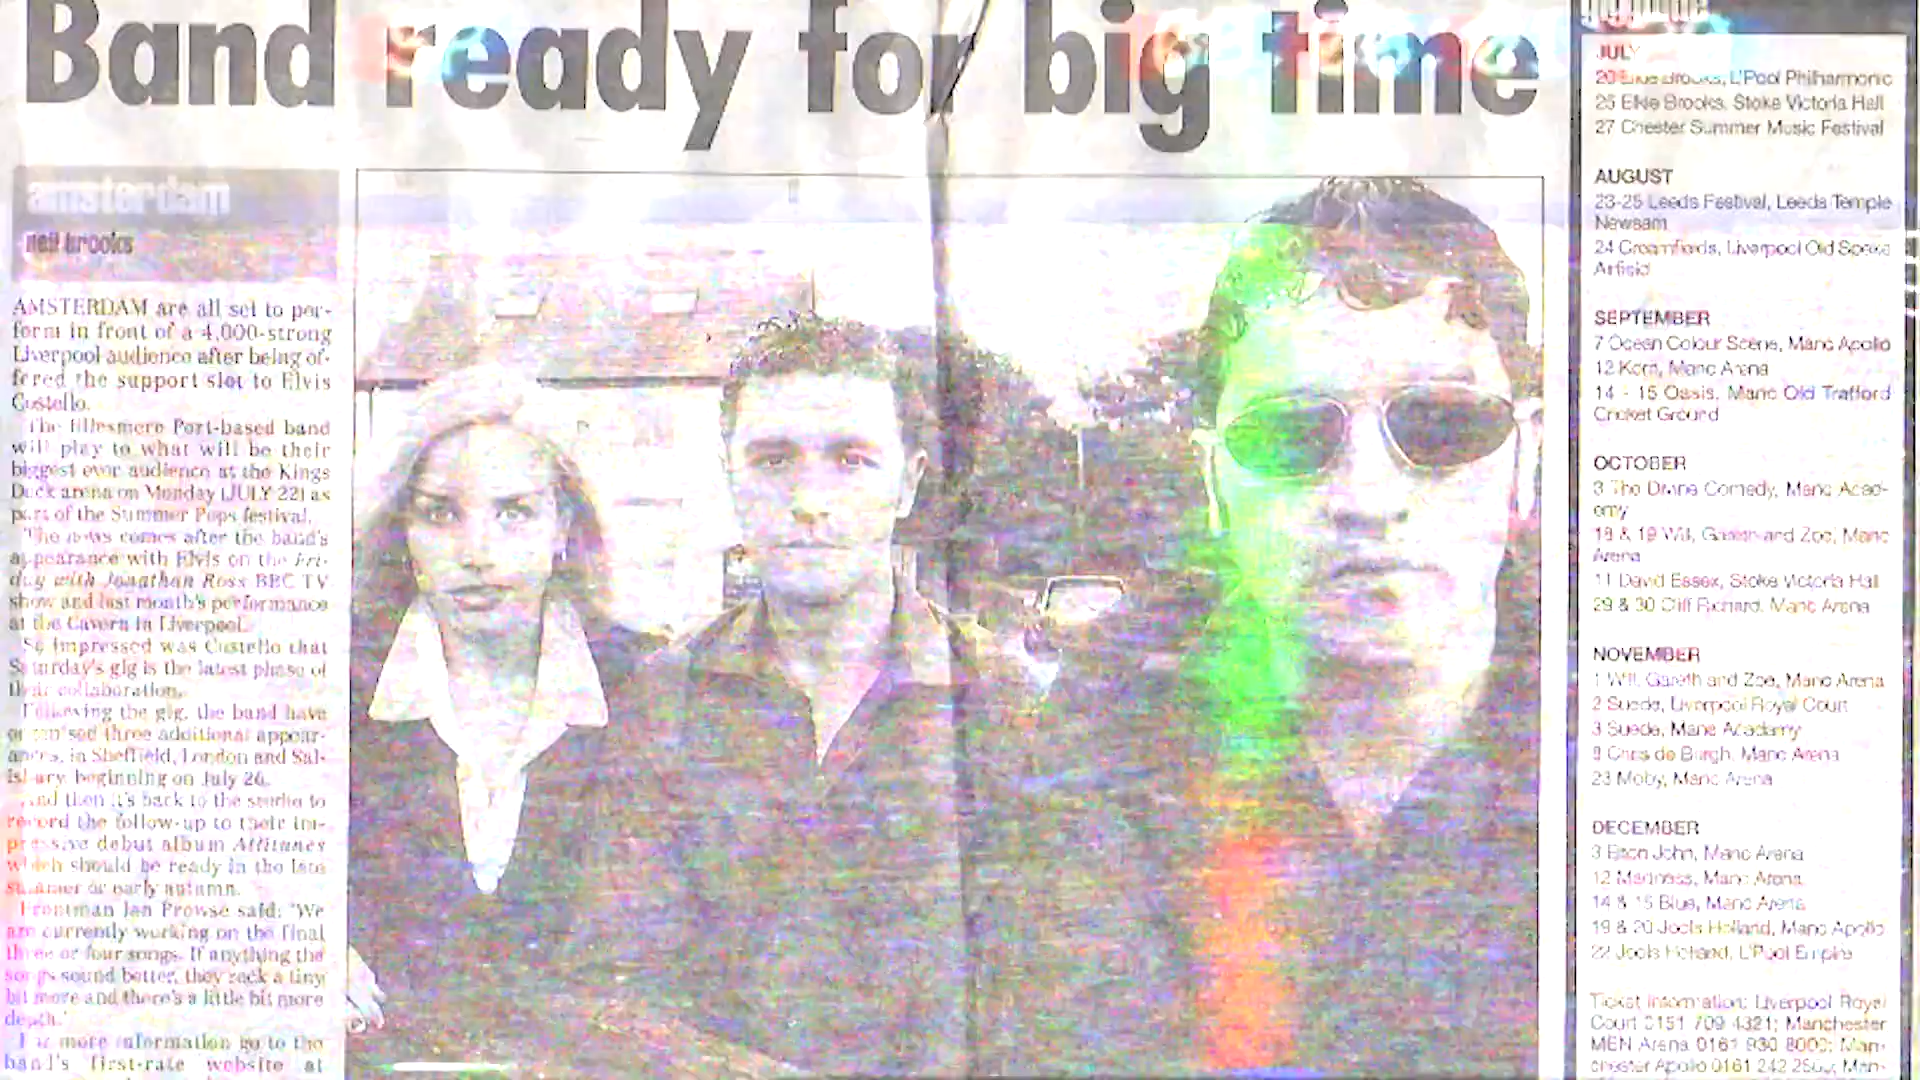 Band ready for big time
amsterdam
neil brooks
AMSTERDAM are all set to per-
form in front of a 4,000-strong
Liverpool audience after being of-
fered the support slot to Elvis
Costello.
The Ellesmere Port-based band
will play to what will be their
biggest ever audience at the Kings
Dock arena on Monday (JULY 22) as
part of the Summer Pops festival.
The news comes after the band's
appearance with Elvis on the Fri-
day with Jonathan Ross BBC TV
show and last month's performance
at the Cavern in Liverpool.
So impressed was Costello that
Saturday's gig is the latest phase of
their collaboration.
Following the gig, the band have
three additional appear-
ances, in Sheffield, London and Sal-
isbury, beginning on July 26.
And then it's back to the studio to
record the follow-up to their im-
pressive debut album Attitunes
which should be ready in the late
summer or early autumn.
Frontman Ian Prowse said: "We
are currently working on the final
three or four songs. If anything the
songs sound better, they rock a tiny
bit more and there's a little bit more
depth."
For more information go to the
band's first-rate website at
JULY
20 Elkie Brooks, L'Pool Philharmonic
25 Elkie Brooks, Stoke Victoria Hall
27 Chester Summer Music Festival
AUGUST
23-25 Leeds Festival, Leeds Temple
Newsam
24 Creamfields, Liverpool Old Speke
Airfield
SEPTEMBER
7 Ocean Colour Scene, Manc Apollo
12 Korn, Manc Arena
14 - 15 Oasis, Manc Old Trafford
Cricket Ground
OCTOBER
3 The Divine Comedy, Manc Acad-
emy
18 & 19 Will, Gareth and Zoe, Manc
Arena
11 David Essex, Stoke Victoria Hall
29 & 30 Cliff Richard, Manc Arena
NOVEMBER
1 Will, Gareth and Zoe, Manc Arena
2 Suede, Liverpool Royal Court
3 Suede, Manc Academy
8 Chris de Burgh, Manc Arena
23 Moby, Manc Arena
DECEMBER
3 Elton John, Manc Arena
12 Madness, Manc Arena
14 & 15 Blue, Manc Arena
19 & 20 Jools Holland, Manc Apollo
22 Jools Holland, L'Pool Empire
Ticket information: Liverpool Royal
Court 0151 709 4321; Manchester
MEN Arena 0161 930 8000; Man-
chester Apollo 0161 242 Man-